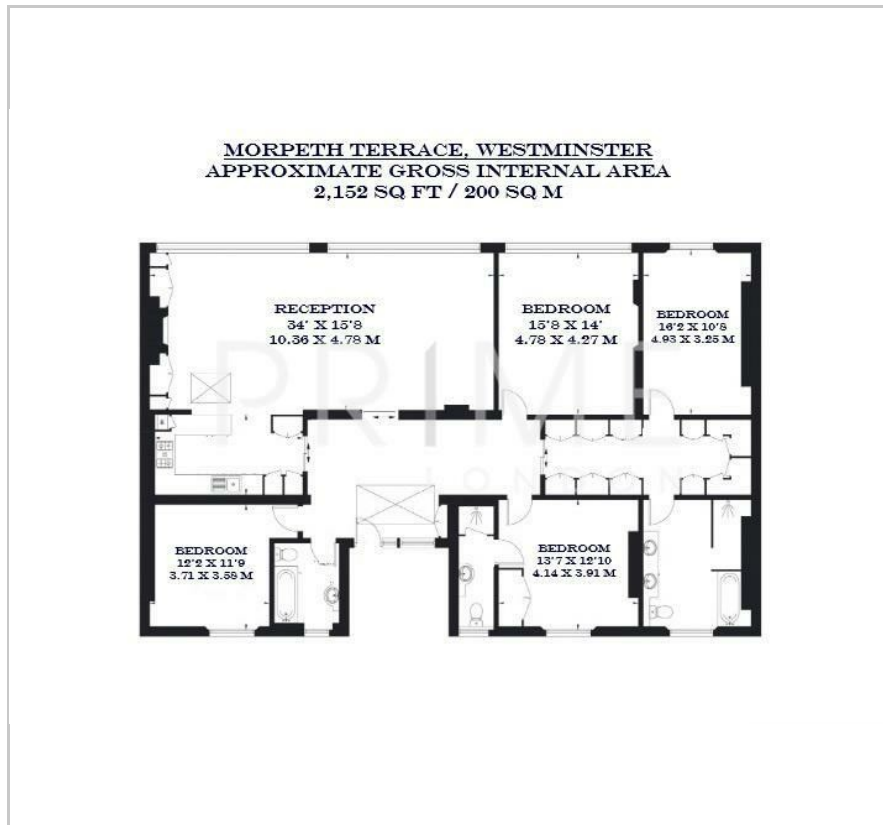 MORPETH TERRACE, WESTMINSTER
APPROXIMATE GROSS INTERNAL AREA
2,152 SQ FT / 200 SQ M
RECEPTION
34' X 15'8
10.36 X 4.78 M
BEDROOM
15'8 X 14'
4.78 X 4.27 M
BEDROOM
16'2 X 10'8
4.93 X 3.25 M
PRIME
LONDON
BEDROOM
12'2 X 11'9
3.71 X 3.58 M
BEDROOM
13'7 X 12'10
4.14 X 3.91 M